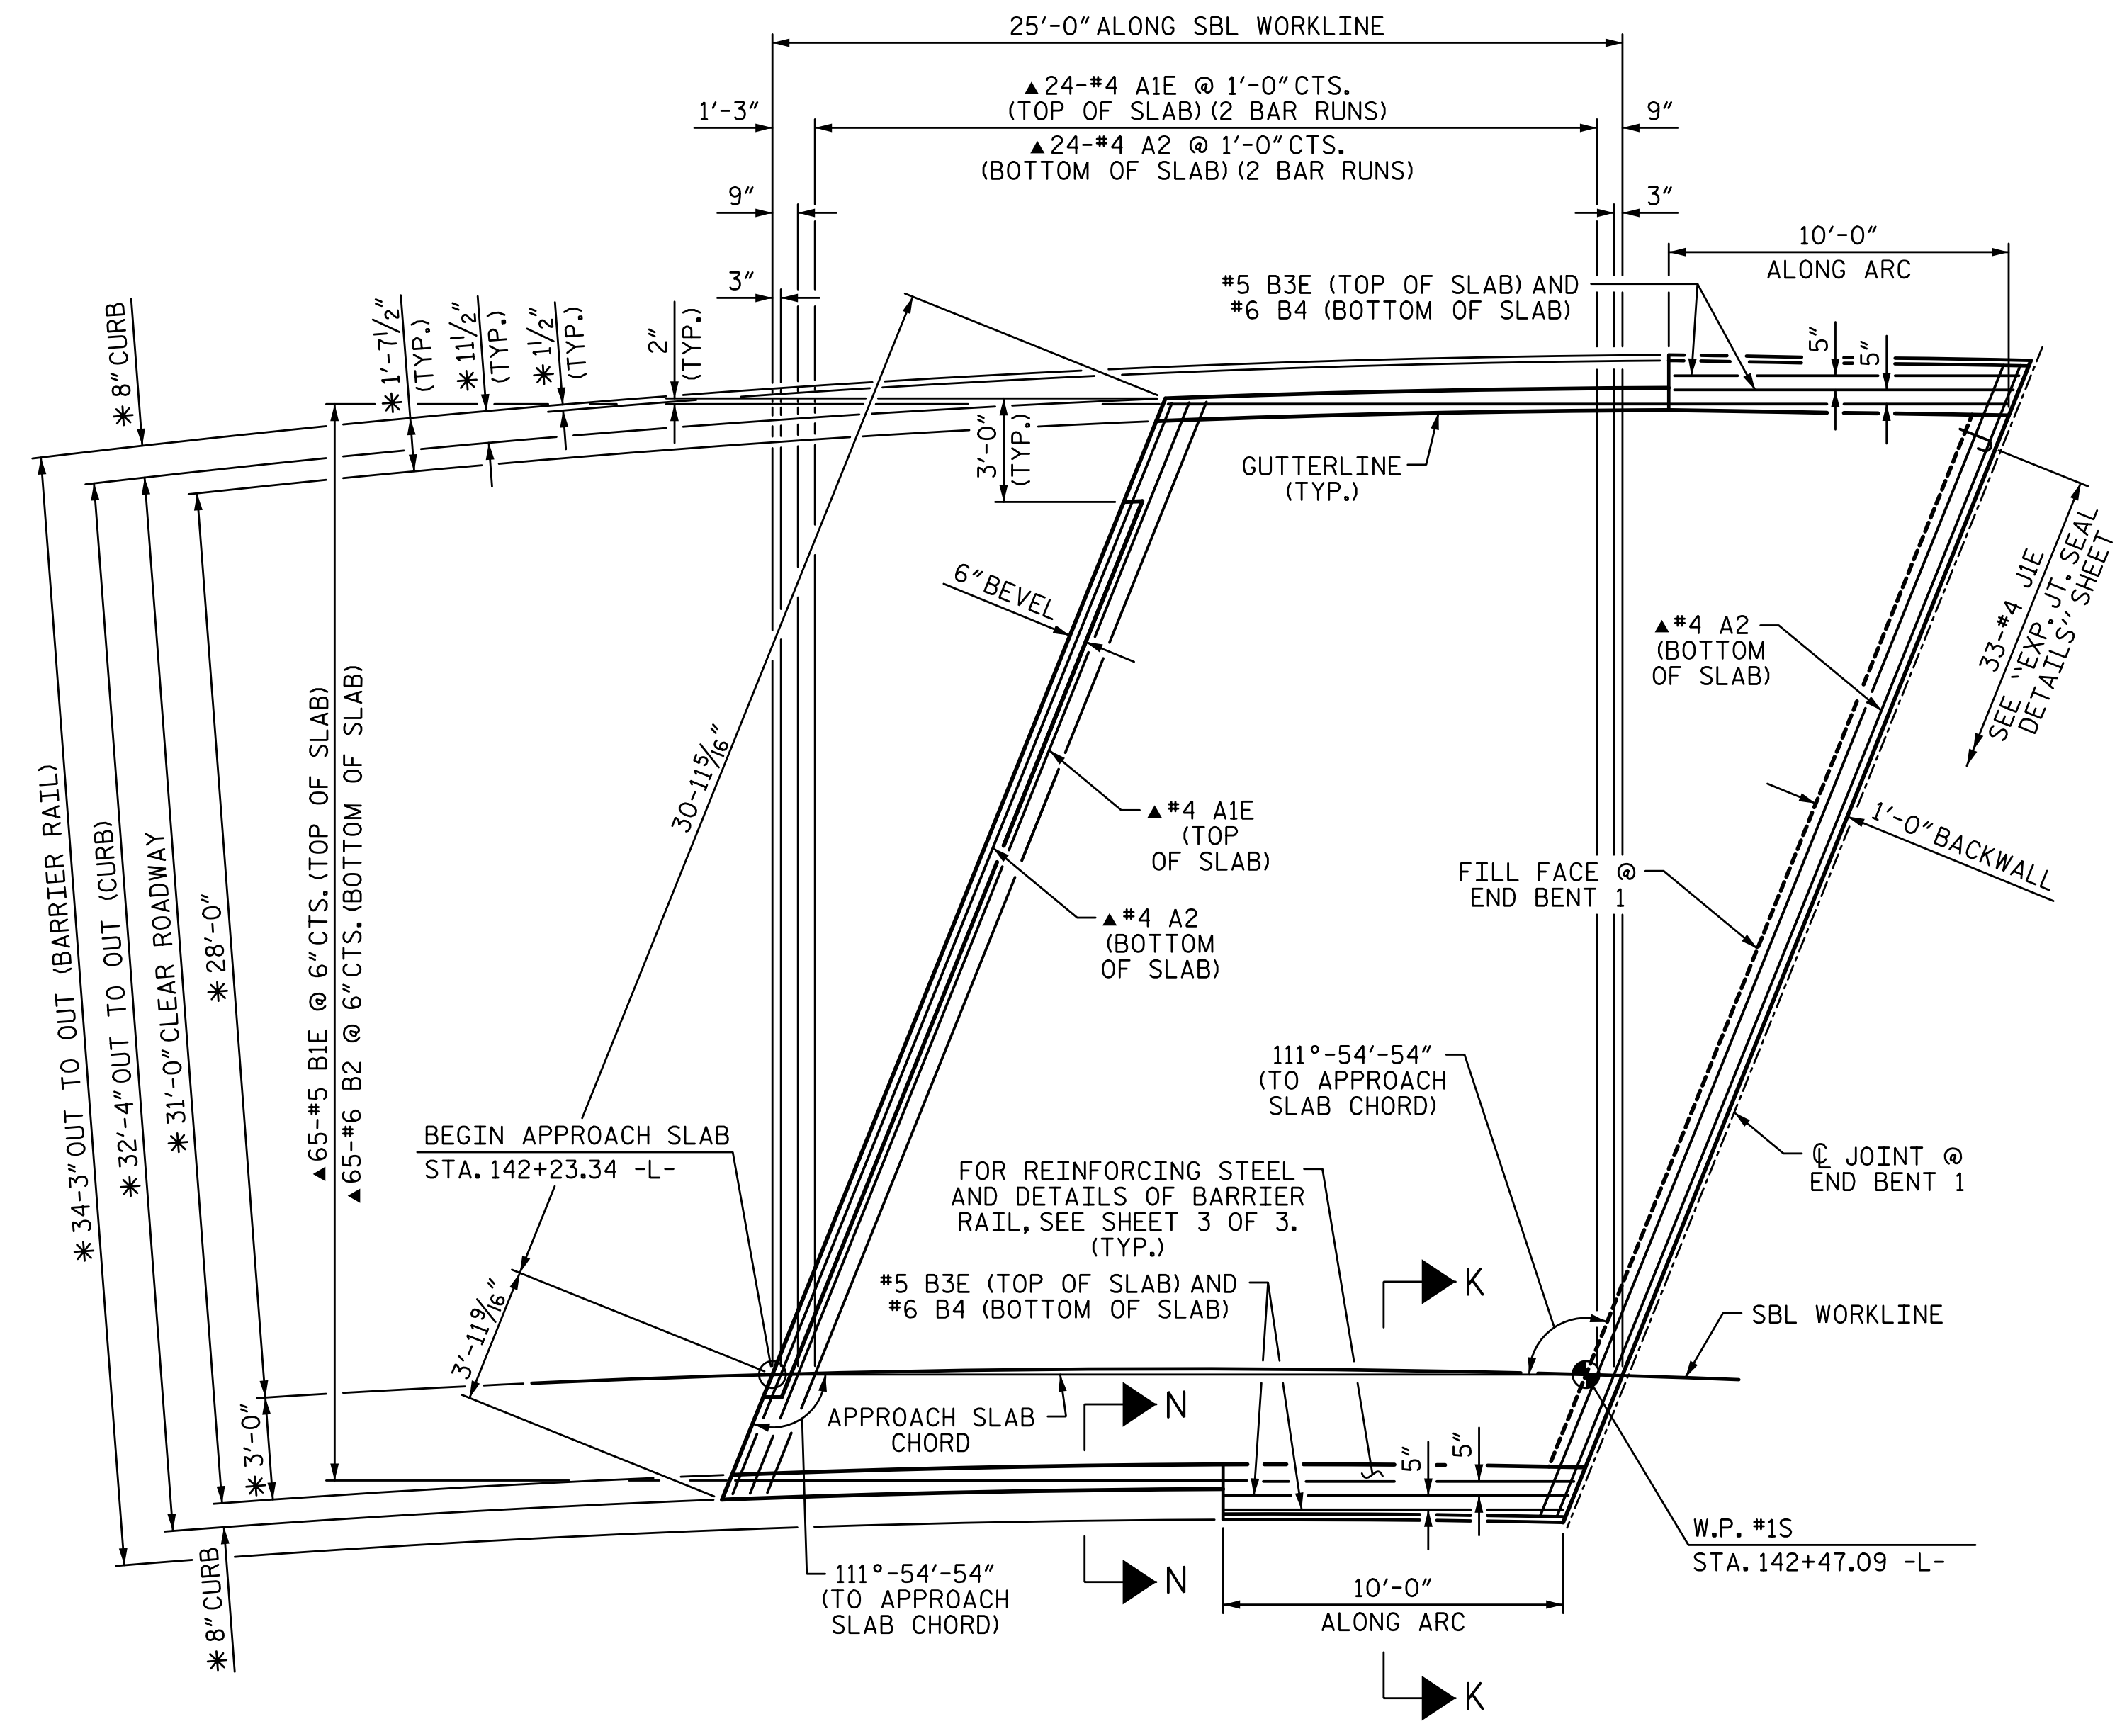 25'-0" ALONG SBL WORKLINE
▲24-#4 A1E @ 1'-0" CTS.
(TOP OF SLAB) (2 BAR RUNS)
▲24-#4 A2 @ 1'-0" CTS.
(BOTTOM OF SLAB) (2 BAR RUNS)
1'-3"
9"
9"
3"
3"
10'-0"
ALONG ARC
#5 B3E (TOP OF SLAB) AND
#6 B4 (BOTTOM OF SLAB)
5"
5"
✳ 8" CURB
✳ 1'-7½"
(TYP.)
✳ 11½"
(TYP.)
✳ 1½"
(TYP.)
2"
(TYP.)
3'-0"
(TYP.)
GUTTERLINE
(TYP.)
6" BEVEL
33-#4 J1E
SEE "EXP. JT. SEAL
DETAILS" SHEET
▲#4 A2
(BOTTOM
OF SLAB)
30-11 5/16"
▲#4 A1E
(TOP
OF SLAB)
1'-0" BACKWALL
FILL FACE @
END BENT 1
▲#4 A2
(BOTTOM
OF SLAB)
✳ 34-3" OUT TO OUT (BARRIER RAIL)
✳ 32'-4" OUT TO OUT (CURB)
✳ 31'-0" CLEAR ROADWAY
✳ 28'-0"
▲65-#5 B1E @ 6" CTS. (TOP OF SLAB)
▲65-#6 B2 @ 6" CTS. (BOTTOM OF SLAB)
111°-54'-54"
(TO APPROACH
SLAB CHORD)
BEGIN APPROACH SLAB
STA. 142+23.34 -L-
FOR REINFORCING STEEL
AND DETAILS OF BARRIER
RAIL, SEE SHEET 3 OF 3.
(TYP.)
℄ JOINT @
END BENT 1
#5 B3E (TOP OF SLAB) AND
#6 B4 (BOTTOM OF SLAB)
K
SBL WORKLINE
3'-11 9/16"
✳ 3'-0"
APPROACH SLAB
CHORD
N
5"
5"
✳ 8" CURB
111°-54'-54"
(TO APPROACH
SLAB CHORD)
N
W.P. #1S
STA. 142+47.09 -L-
10'-0"
ALONG ARC
K